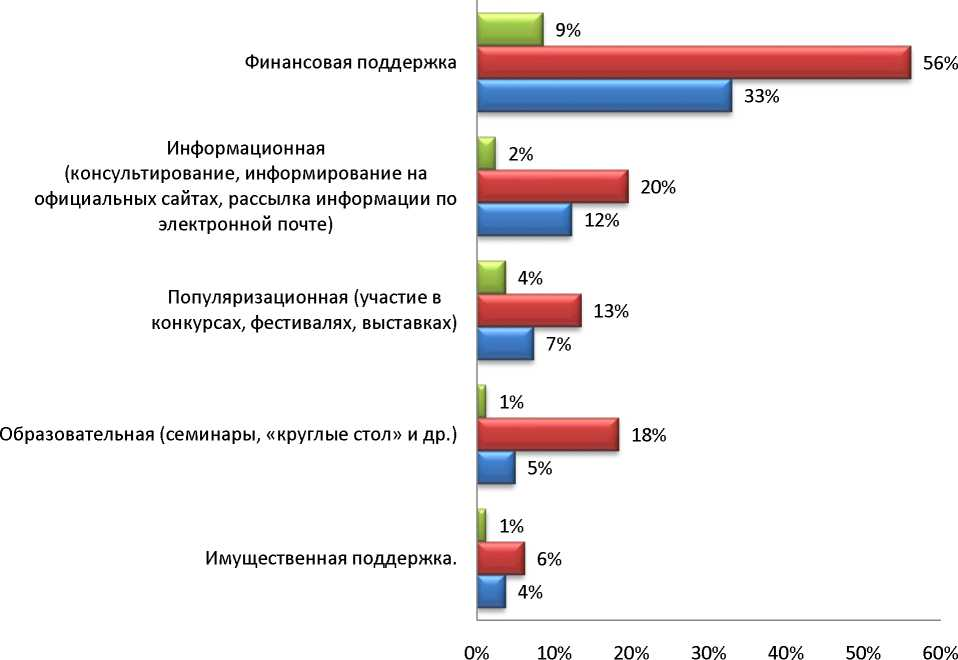 9%
Финансовая поддержка
56%
33%
Информационная
2%
(консультирование, информирование на
20%
официальных сайтах, рассылка информации по
12%
электронной почте)
4%
Популяризационная (участие в
13%
конкурсах, фестивалях, выставках)
7%
1%
Образовательная (семинары, «круглые стол» и др.)
18%
5%
1%
Имущественная поддержка.
6%
4%
0% 10% 20% 30% 40% 50% 60%